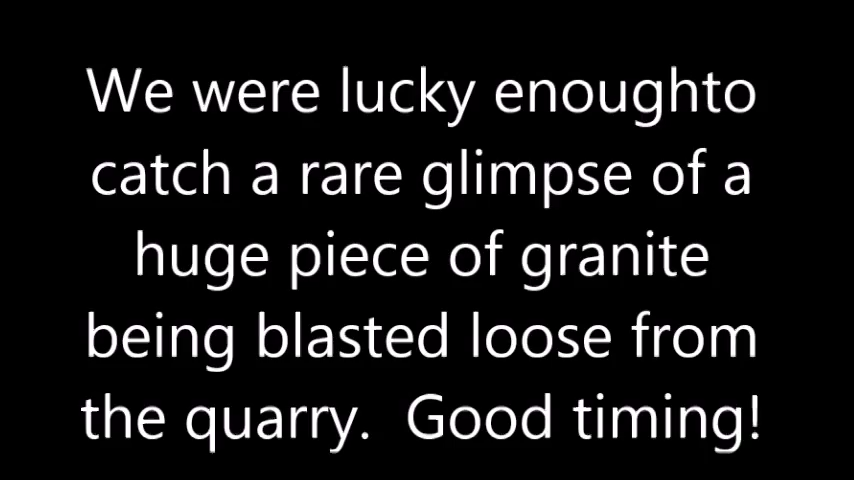 We were lucky enoughto
catch a rare glimpse of a
huge piece of granite
being blasted loose from
the quarry.  Good timing!